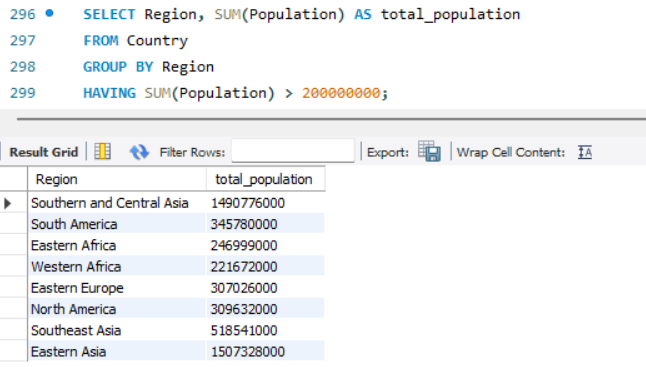 296 SELECT Region, SUM(Population) AS total_population
297 FROM Country
298 GROUP BY Region
299 HAVING SUM(Population) > 200000000;
Result Grid Filter Rows: Export: Wrap Cell Content: IA
Region total_population
Southern and Central Asia 1490776000
South America 345780000
Eastern Africa 246999000
Western Africa 221672000
Eastern Europe 307026000
North America 309632000
Southeast Asia 518541000
Eastern Asia 1507328000